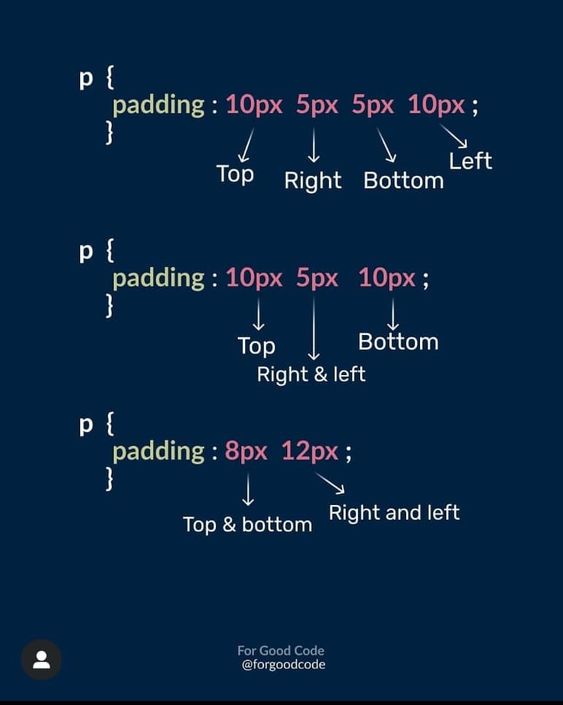 p {
padding : 10px 5px 5px 10px ;
}
Top Right Bottom Left
p {
padding : 10px 5px 10px ;
}
Top Bottom
Right & left
p {
padding : 8px 12px ;
}
Top & bottom Right and left
For Good Code
@forgoodcode